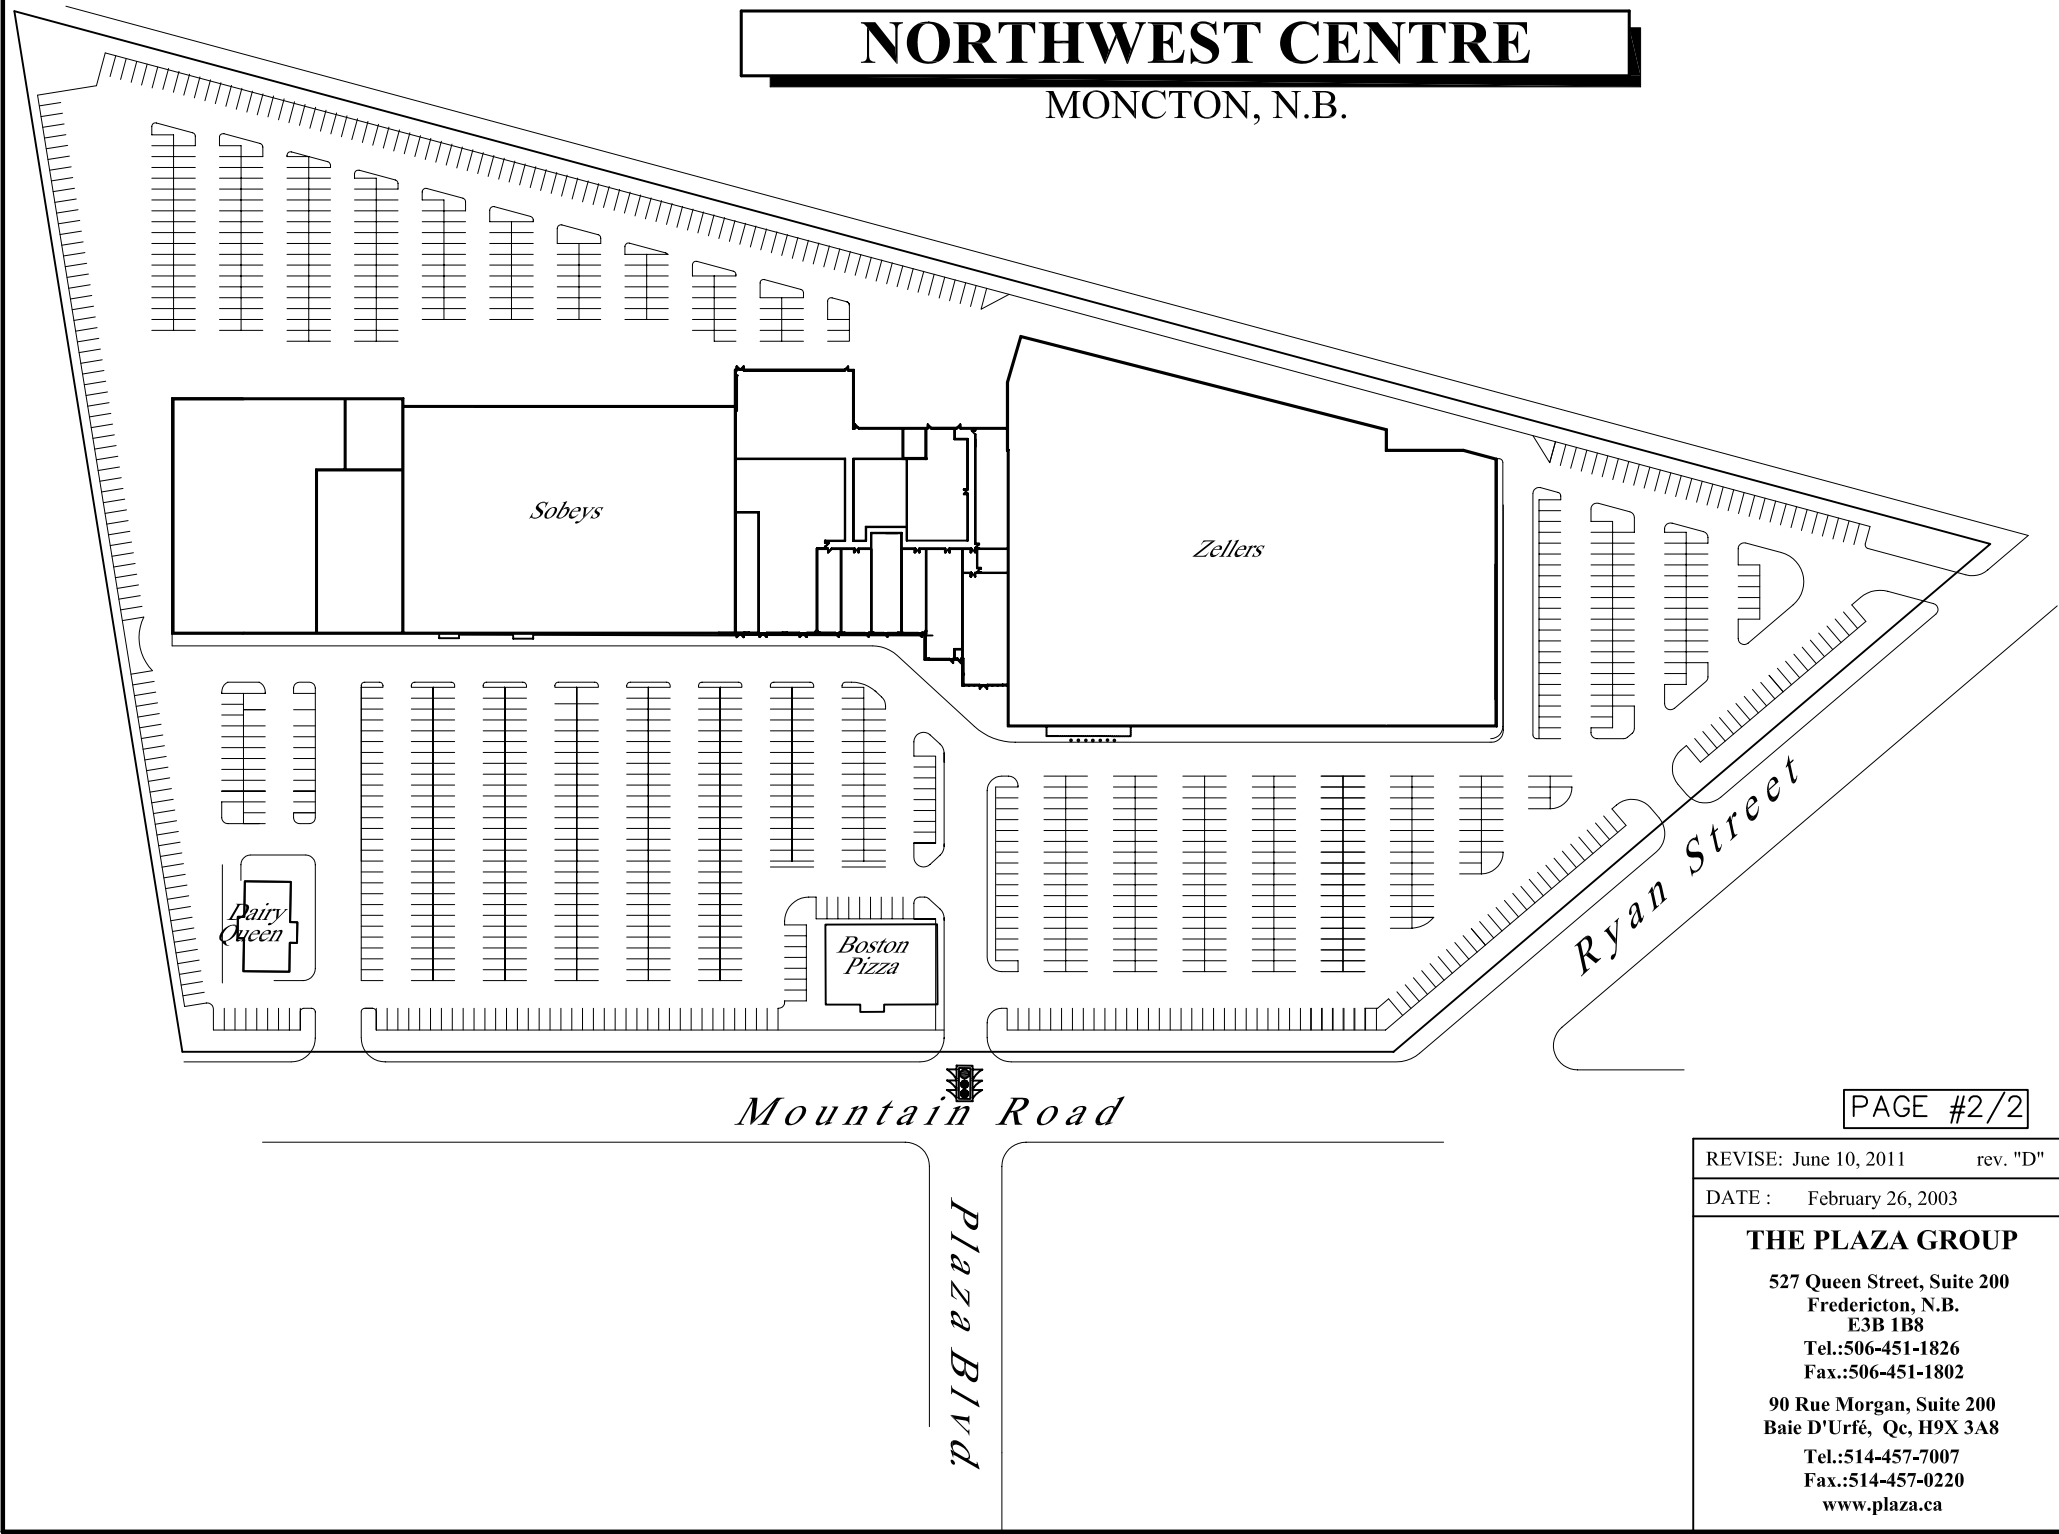 NORTHWEST CENTRE
MONCTON, N.B.
Sobeys
Zellers
Dairy
Queen
Boston
Pizza
Ryan Street
Mountain Road
Plaza Blvd.
PAGE #2/2
REVISE: June 10, 2011 rev. "D"
DATE : February 26, 2003
THE PLAZA GROUP
527 Queen Street, Suite 200
Fredericton, N.B.
E3B 1B8
Tel.:506-451-1826
Fax.:506-451-1802
90 Rue Morgan, Suite 200
Baie D'Urfé, Qc, H9X 3A8
Tel.:514-457-7007
Fax.:514-457-0220
www.plaza.ca